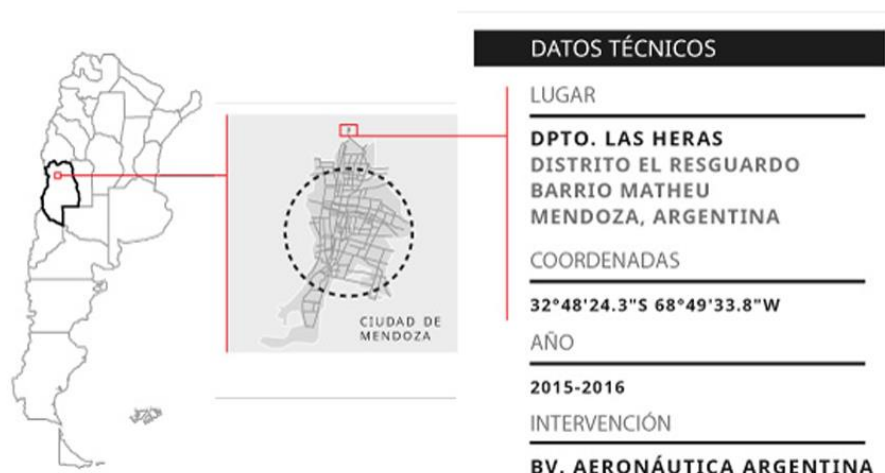 DATOS TÉCNICOS
LUGAR
DPTO. LAS HERAS
DISTRITO EL RESGUARDO
BARRIO MATHEU
MENDOZA, ARGENTINA
COORDENADAS
32°48'24.3"S 68°49'33.8"W
AÑO
2015-2016
INTERVENCIÓN
BV. AERONÁUTICA ARGENTINA
CIUDAD DE
MENDOZA